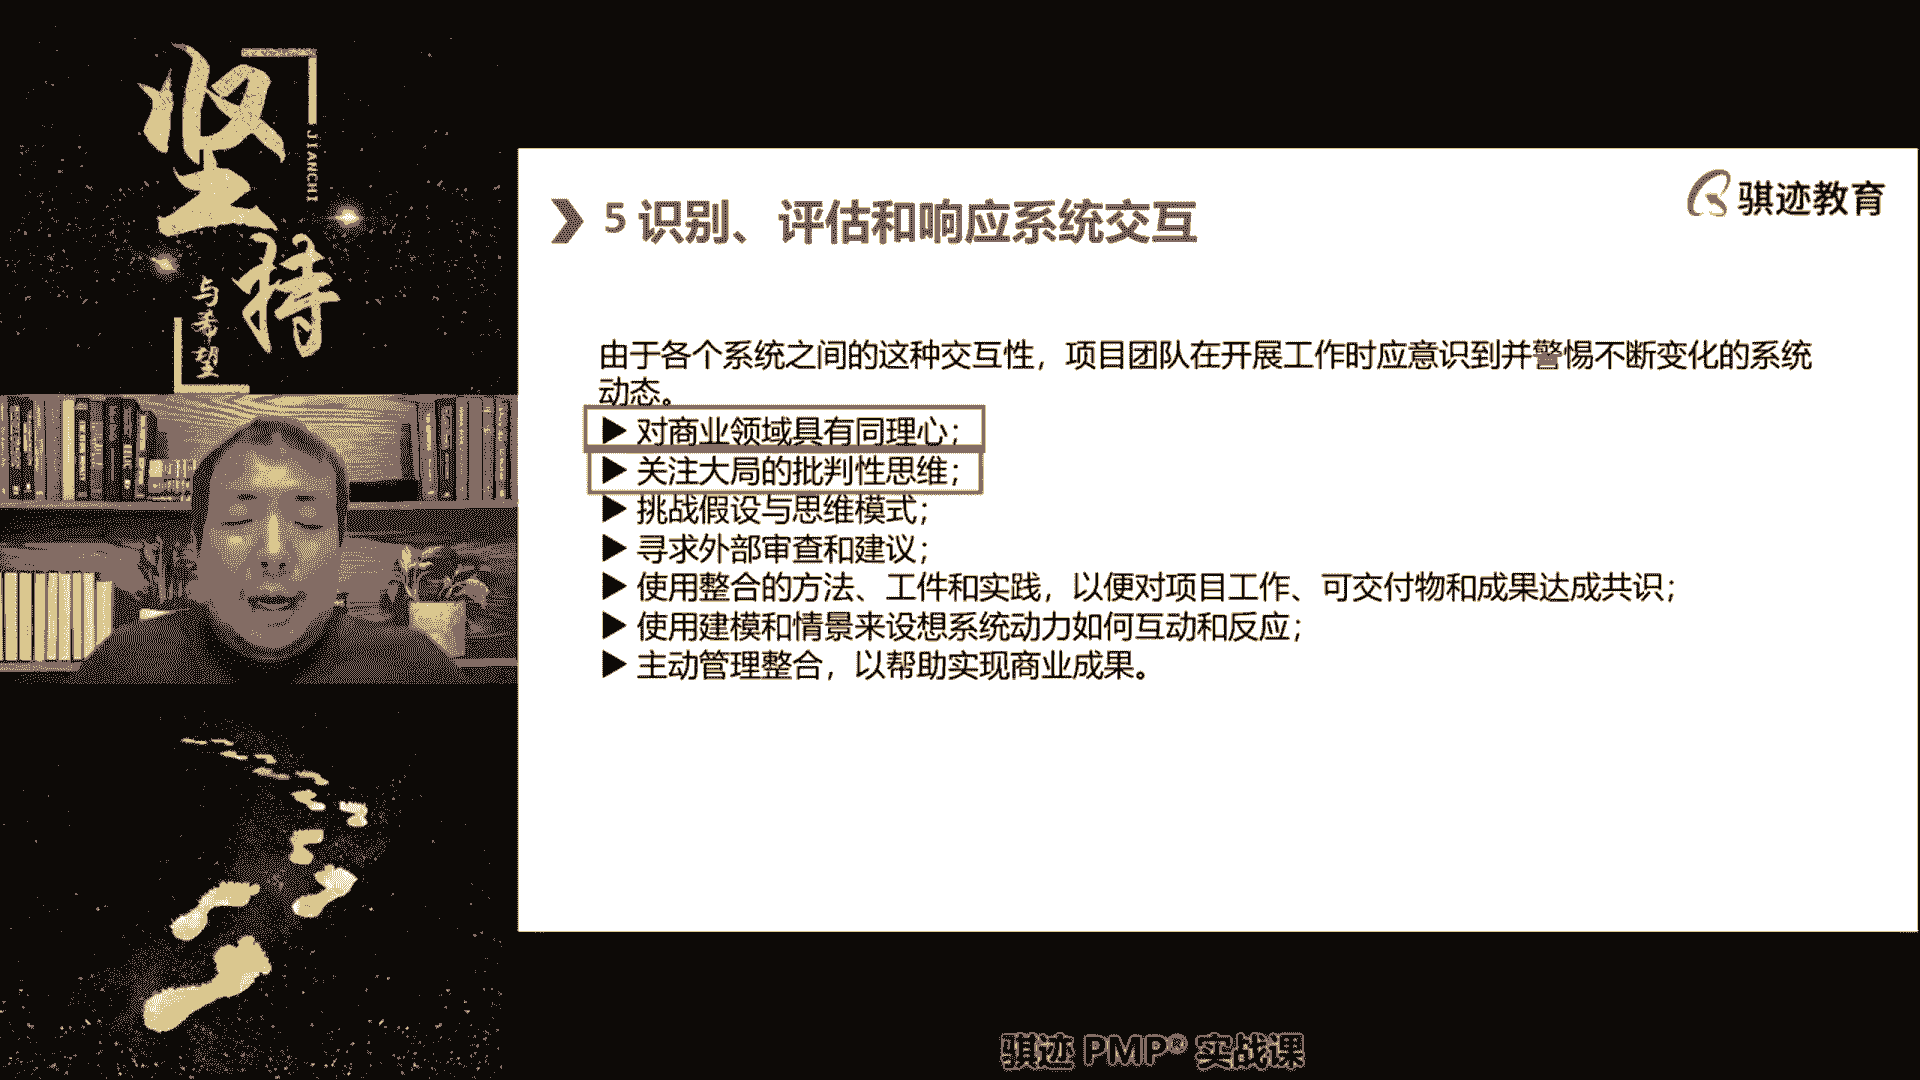 坚持
JIANCHI
与希望
骐迹教育
5 识别、评估和响应系统交互
由于各个系统之间的这种交互性，项目团队在开展工作时应意识到并警惕不断变化的系统
动态。
▶ 对商业领域具有同理心；
▶ 关注大局的批判性思维；
▶ 挑战假设与思维模式；
▶ 寻求外部审查和建议；
▶ 使用整合的方法、工件和实践，以便对项目工作、可交付物和成果达成共识；
▶ 使用建模和情景来设想系统动力如何互动和反应；
▶ 主动管理整合，以帮助实现商业成果。
骐迹 PMP® 实战课